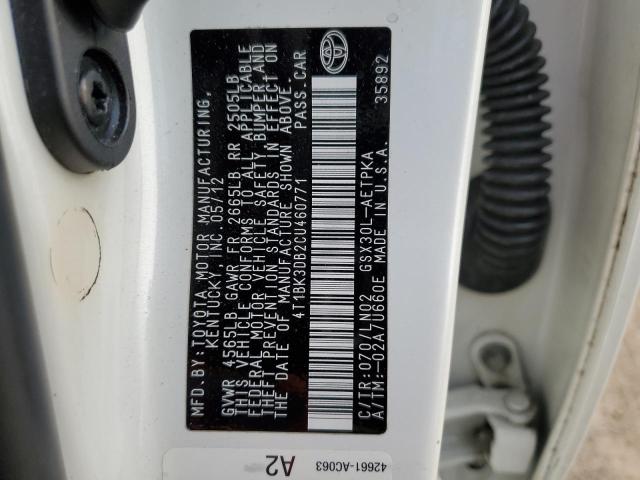 MFD.BY:TOYOTA MOTOR MANUFACTURING,
KENTUCKY, INC. 05/12
GVWR 4565LB GAWR FR 2665LB RR 2505LB
THIS VEHICLE CONFORMS TO ALL APPLICABLE
FEDERAL MOTOR VEHICLE SAFETY, BUMPER, AND
THEFT PREVENTION STANDARDS IN EFFECT ON
THE DATE OF MANUFACTURE SHOWN ABOVE.
4T1BK3DB2CU460771 PASS.CAR
C/TR:070/LN02 GSX30L-AETPKA 35892
A/TM:-02A/U660E MADE IN U.S.A.
42661-AC063
A2